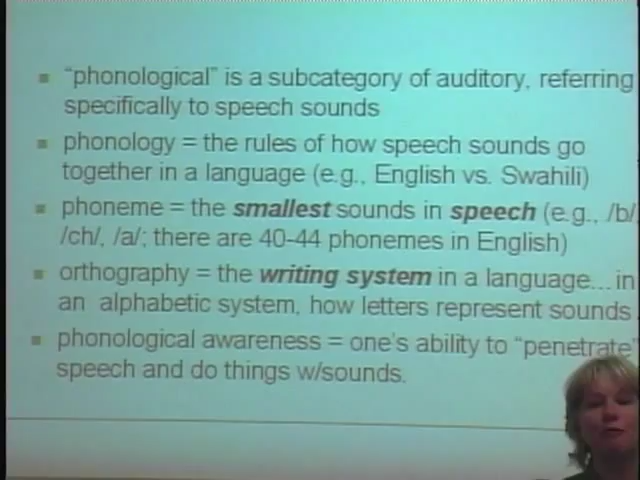 "phonological" is a subcategory of auditory, referring
specifically to speech sounds
phonology = the rules of how speech sounds go
together in a language (e.g., English vs. Swahili)
phoneme = the smallest sounds in speech (e.g., /b/
/ch/, /a/; there are 40-44 phonemes in English)
orthography = the writing system in a language... in
an alphabetic system, how letters represent sounds
phonological awareness = one's ability to "penetrate"
speech and do things w/sounds.